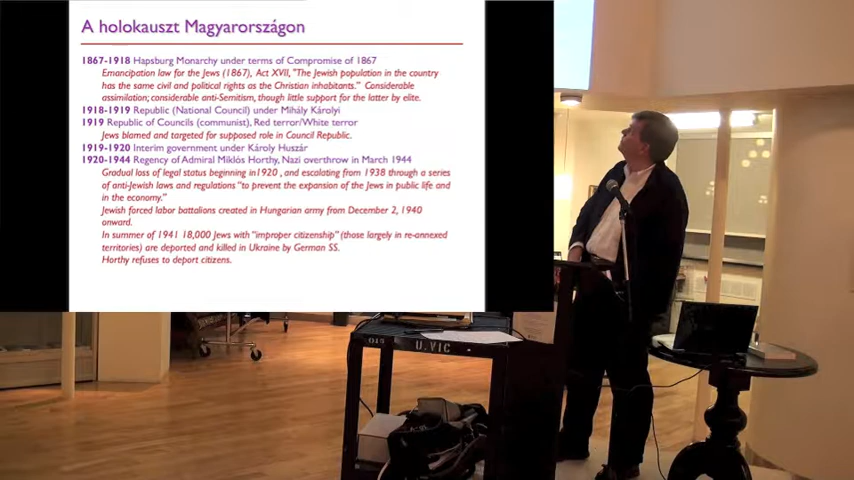 A holokauszt Magyarországon
1867-1918 Hapsburg Monarchy under terms of Compromise of 1867
Emancipation law for the Jews (1867), Act XVII, "The Jewish population in the country
has the same civil and political rights as the Christian inhabitants." Considerable
assimilation; considerable anti-Semitism, though little support for the latter by elite.
1918-1919 Republic (National Council) under Mihály Károlyi
1919 Republic of Councils (communist), Red terror/White terror
Jews blamed and targeted for supposed role in Council Republic.
1919-1920 Interim government under Károly Huszár
1920-1944 Regency of Admiral Miklós Horthy, Nazi overthrow in March 1944
Gradual loss of legal status beginning in1920 , and escalating from 1938 through a series
of anti-Jewish laws and regulations "to prevent the expansion of the Jews in public life and
in the economy,"
Jewish forced labor battalions created in Hungarian army from December 2, 1940
onward.
In summer of 1941 18,000 Jews with "improper citizenship" (those largely in re-annexed
territories) are deported and killed in Ukraine by German SS.
Horthy refuses to deport citizens.
015 U.VIC